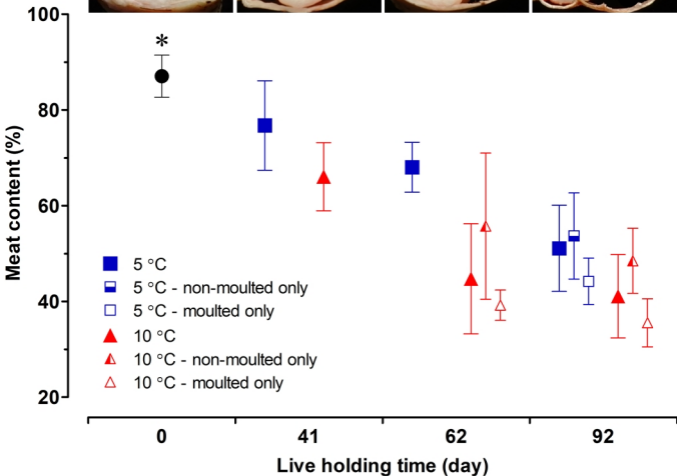 100
*
80
60
40
20
Meat content (%)
5 °C
5 °C - non-moulted only
5 °C - moulted only
10 °C
10 °C - non-moulted only
10 °C - moulted only
0 41 62 92
Live holding time (day)